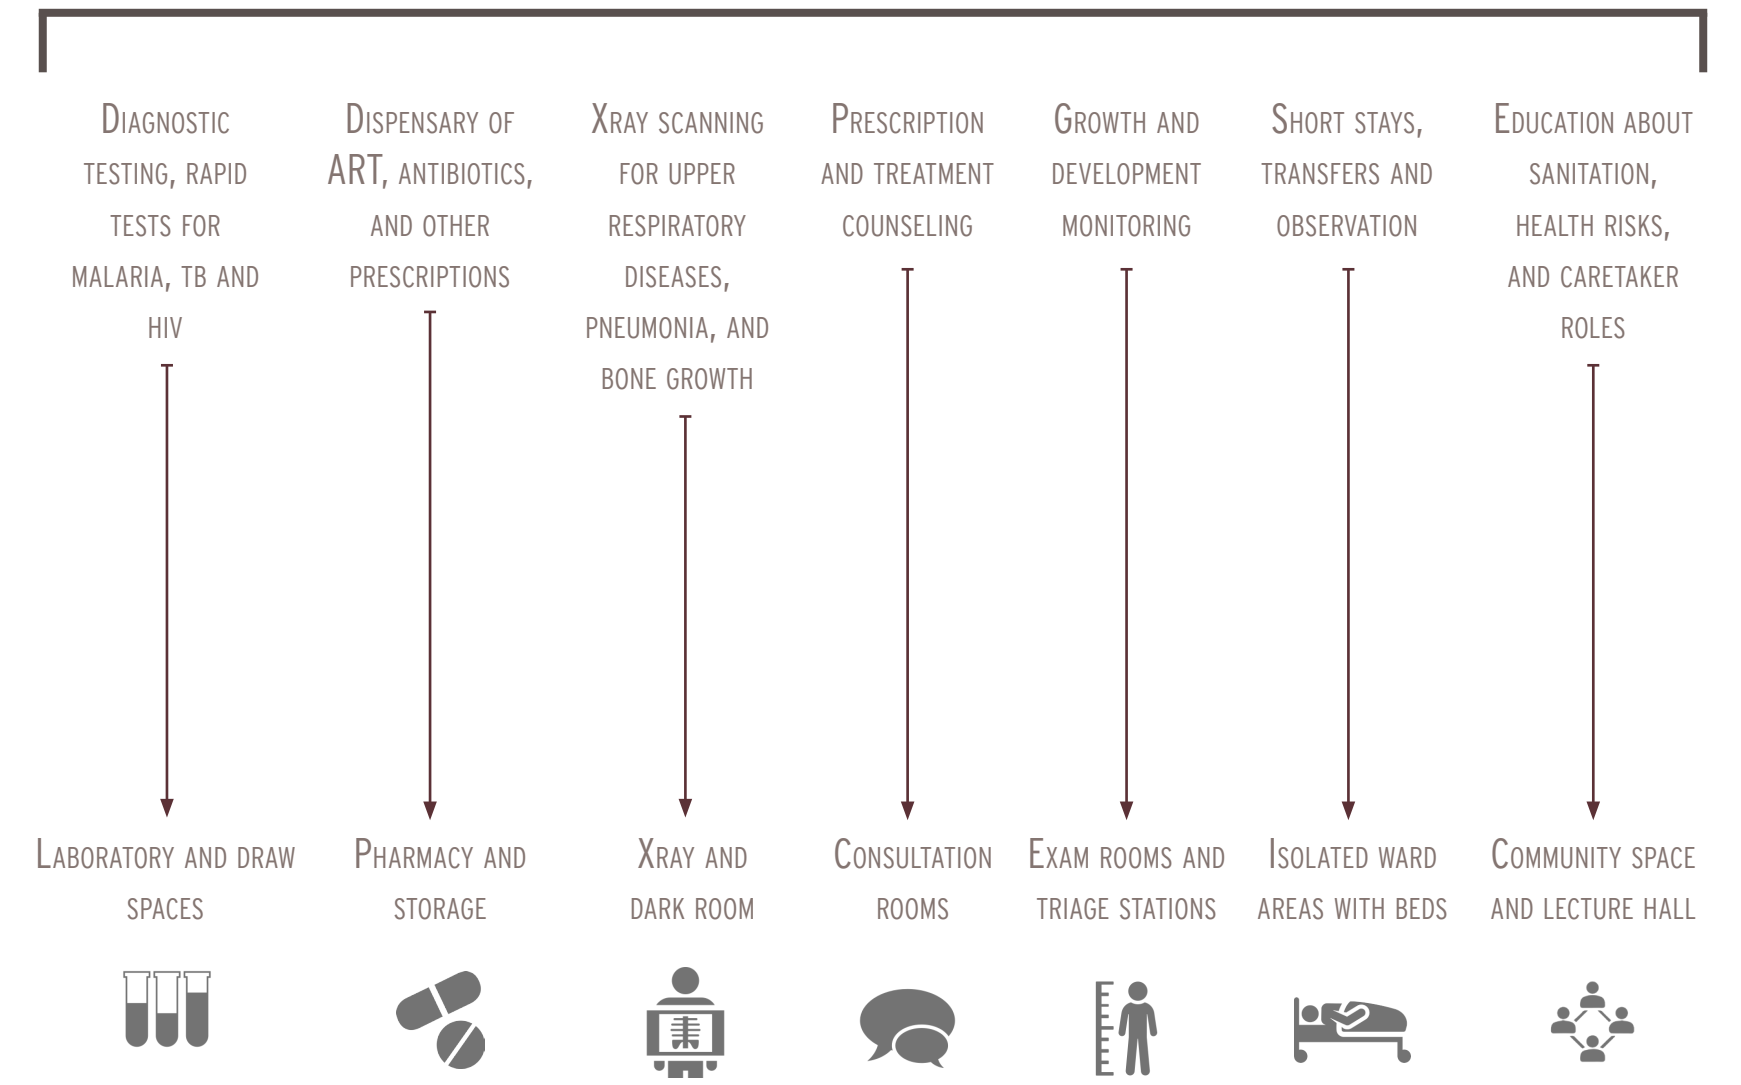 Diagnostic
testing, rapid
tests for
malaria, TB and
HIV
Dispensary of
ART, antibiotics,
and other
prescriptions
Xray scanning
for upper
respiratory
diseases,
pneumonia, and
bone growth
Prescription
and treatment
counseling
Growth and
development
monitoring
Short stays,
transfers and
observation
Education about
sanitation,
health risks,
and caretaker
roles
Laboratory and draw
spaces
Pharmacy and
storage
Xray and
dark room
Consultation
rooms
Exam rooms and
triage stations
Isolated ward
areas with beds
Community space
and lecture hall